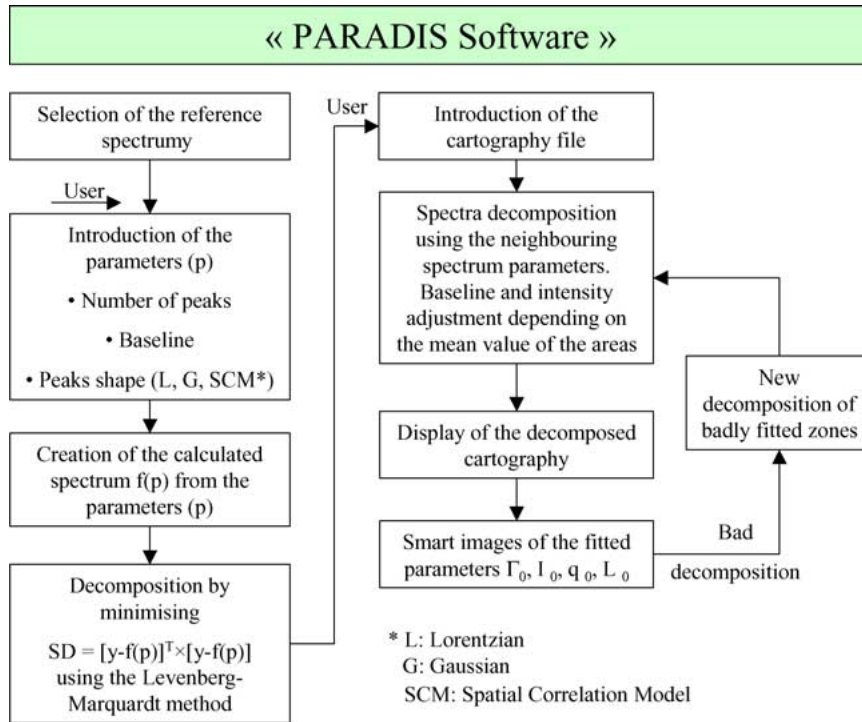 « PARADIS Software »
Selection of the reference
spectrumy
User
Introduction of the
parameters (p)
• Number of peaks
• Baseline
• Peaks shape (L, G, SCM*)
Creation of the calculated
spectrum f(p) from the
parameters (p)
Decomposition by
minimising
SD = [y-f(p)]ᵀ×[y-f(p)]
using the Levenberg-
Marquardt method
User
Introduction of the
cartography file
Spectra decomposition
using the neighbouring
spectrum parameters.
Baseline and intensity
adjustment depending on
the mean value of the areas
Display of the decomposed
cartography
Smart images of the fitted
parameters Γ₀, I₀, q₀, L₀
Bad
decomposition
New
decomposition of
badly fitted zones
* L: Lorentzian
G: Gaussian
SCM: Spatial Correlation Model